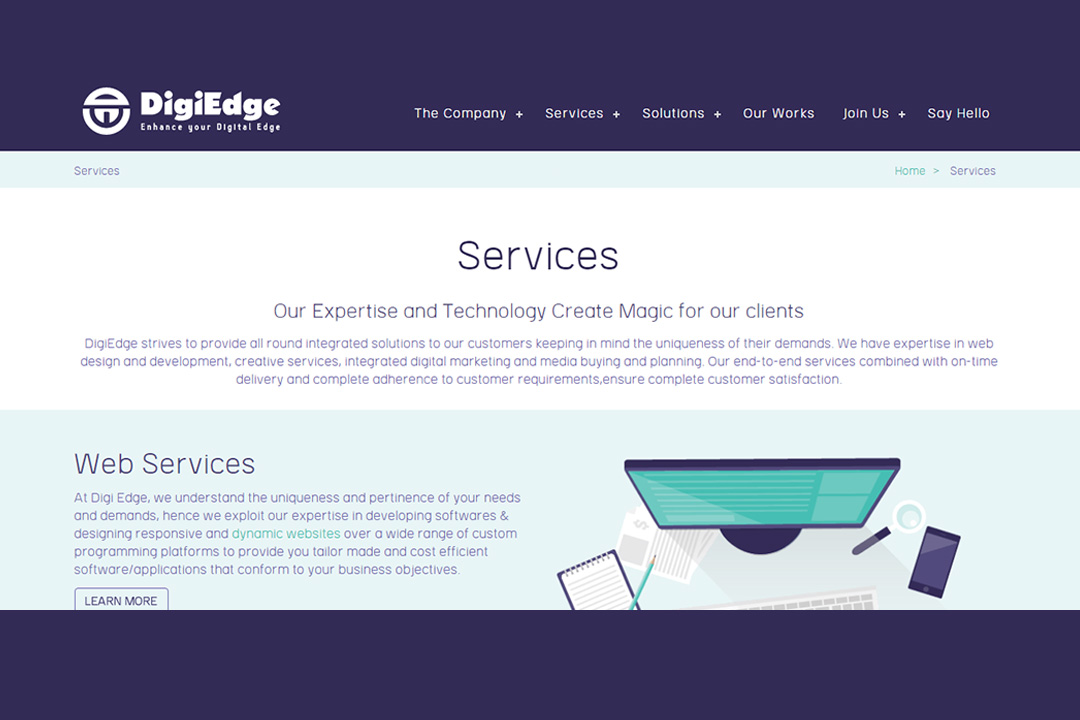 DigiEdge
Enhance your Digital Edge
The Company + Services + Solutions + Our Works Join Us + Say Hello
Services
Home > Services
Services
Our Expertise and Technology Create Magic for our clients
DigiEdge strives to provide all round integrated solutions to our customers keeping in mind the uniqueness of their demands. We have expertise in web
design and development, creative services, integrated digital marketing and media buying and planning. Our end-to-end services combined with on-time
delivery and complete adherence to customer requirements,ensure complete customer satisfaction.
Web Services
At Digi Edge, we understand the uniqueness and pertinence of your needs
and demands, hence we exploit our expertise in developing softwares &
designing responsive and dynamic websites over a wide range of custom
programming platforms to provide you tailor made and cost efficient
software/applications that conform to your business objectives.
LEARN MORE